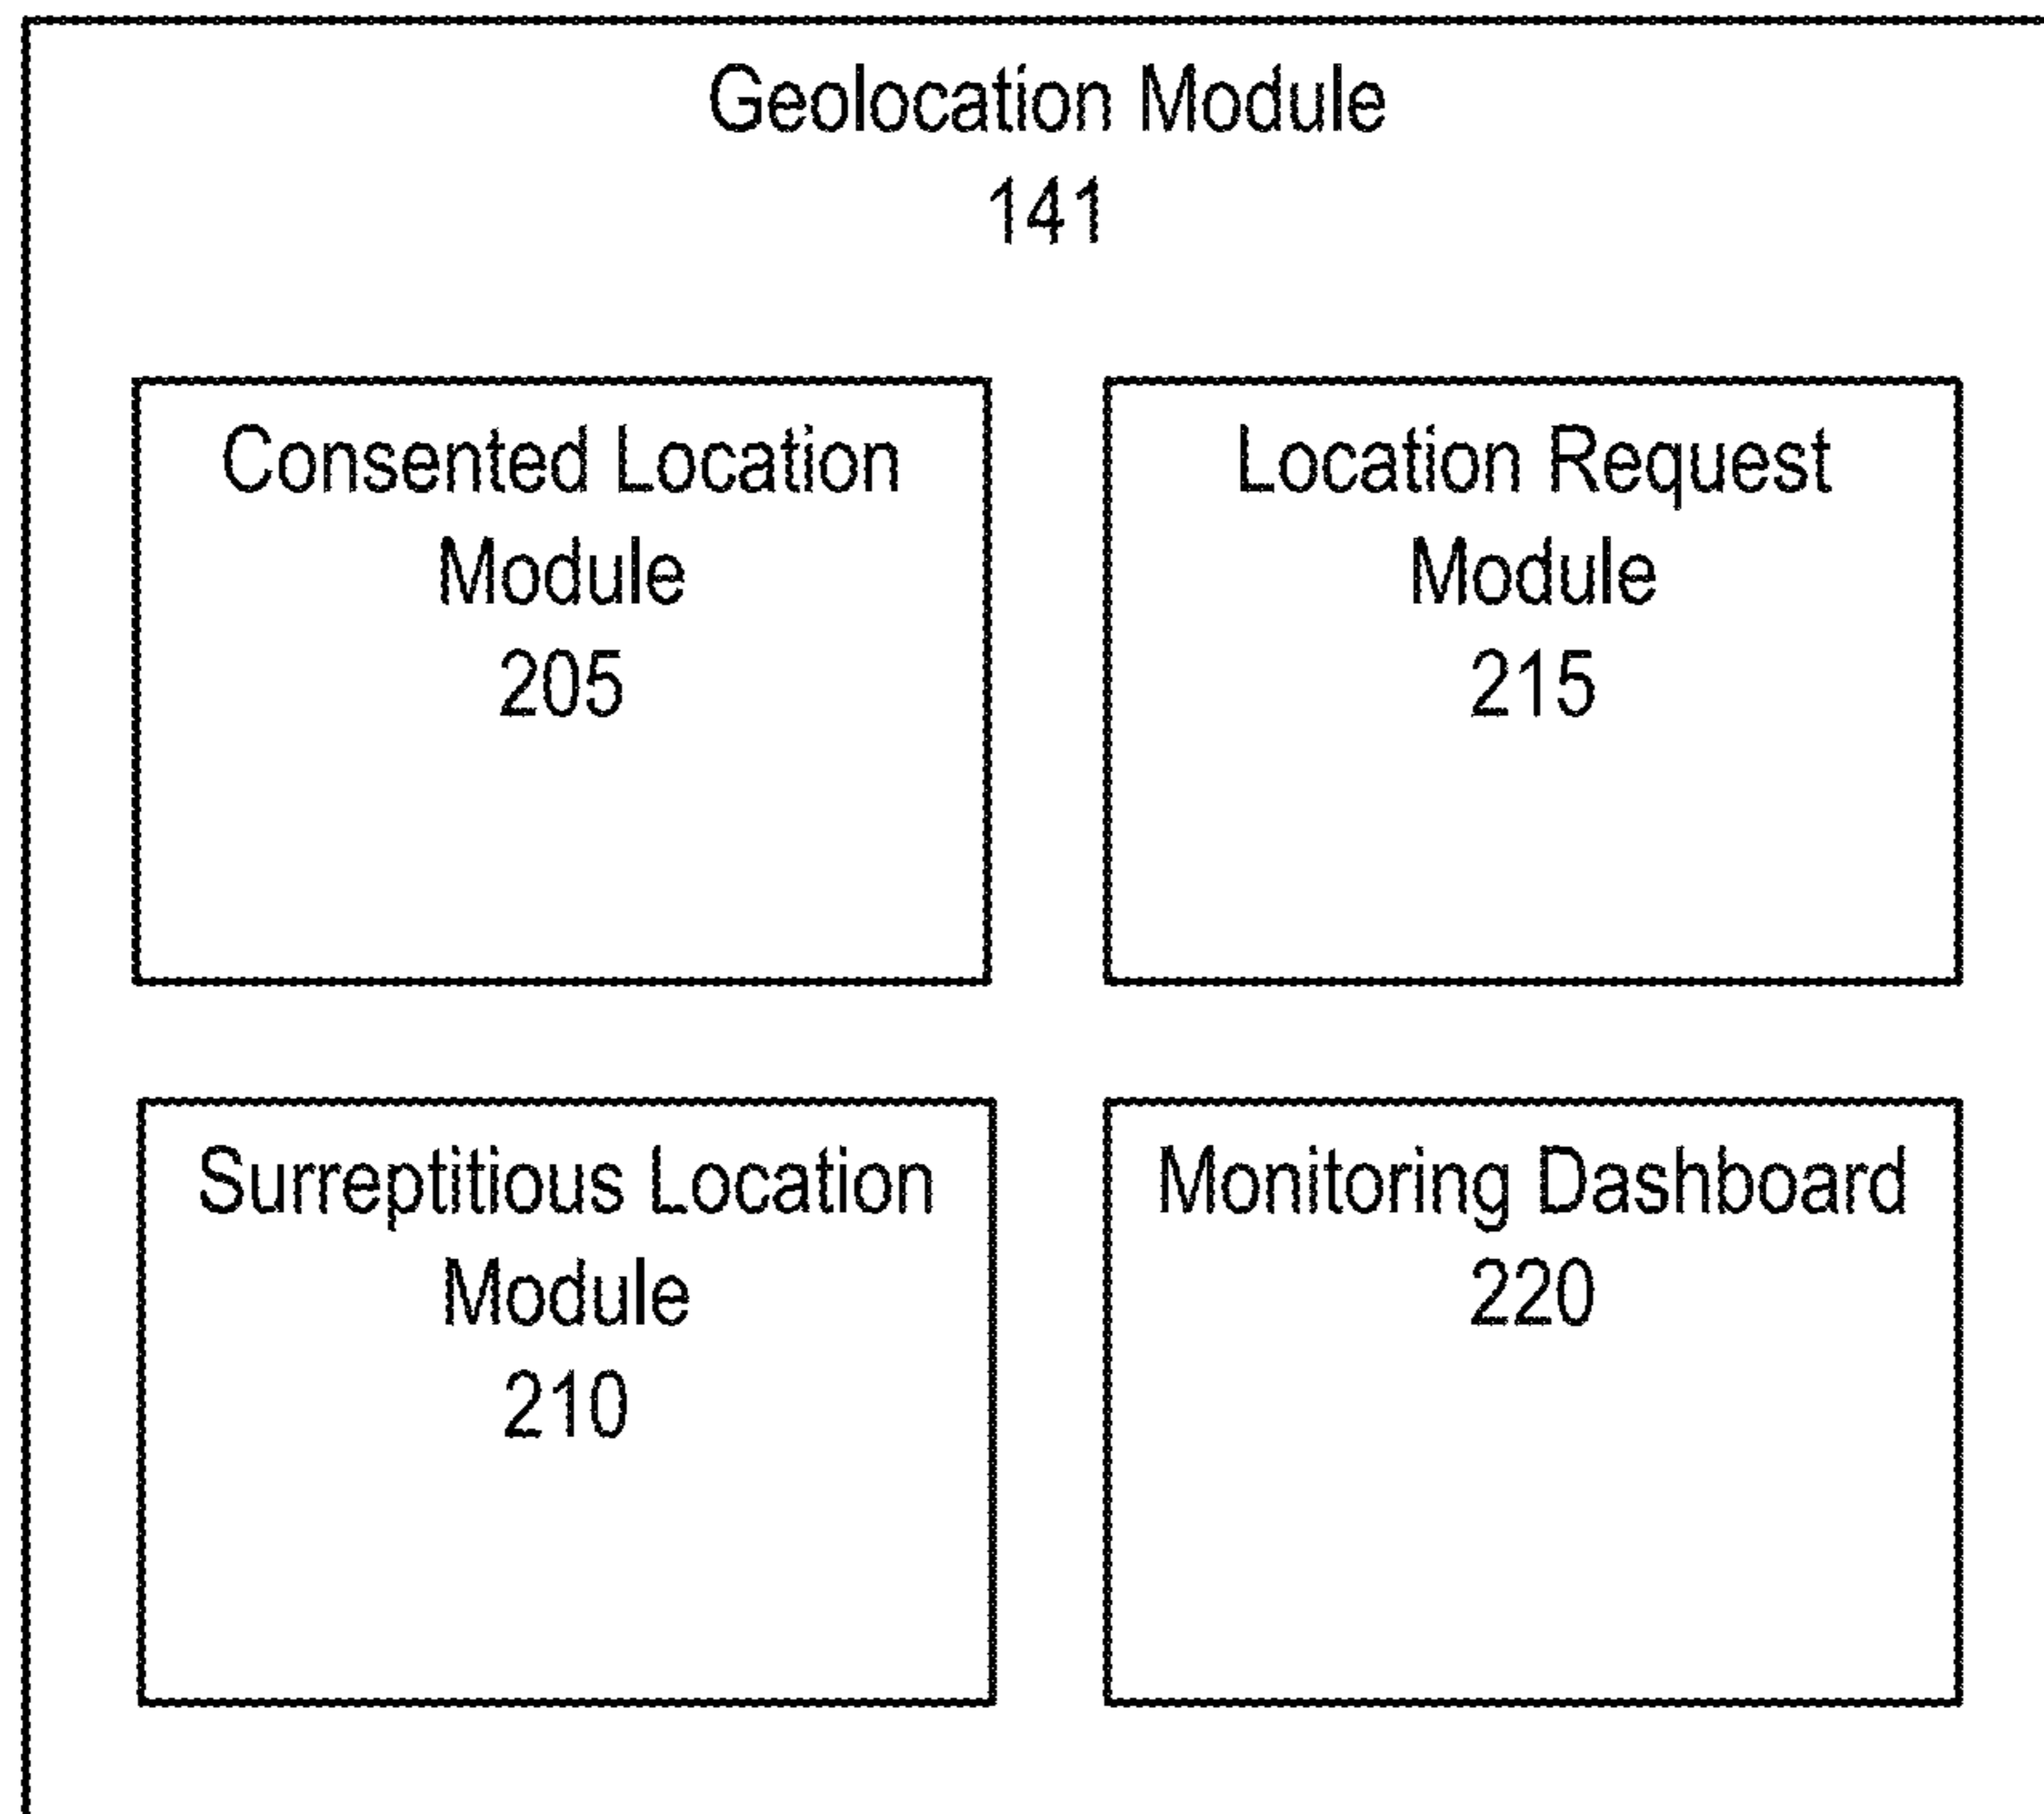 Geolocation Module
141
Consented Location
Module
205
Location Request
Module
215
Surreptitious Location
Module
210
Monitoring Dashboard
220